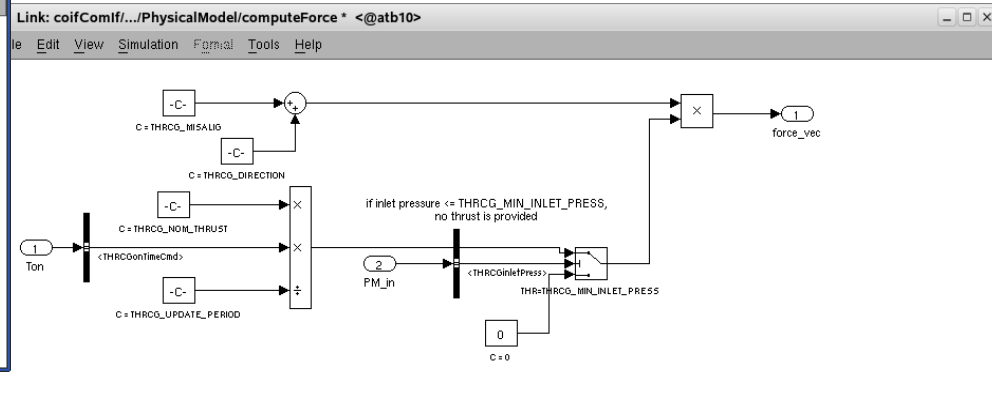 Link: coifComIf/.../PhysicalModel/computeForce * <@atb10>
le Edit View Simulation Format Tools Help
-C-
C = THRCG_MISALIG
+
+
-C-
C = THRCG_DIRECTION
×
1
force_vec
-C-
C = THRCG_NOM_THRUST
×
if inlet pressure <= THRCG_MIN_INLET_PRESS,
no thrust is provided
1
Ton
<THRCGonTimeCmd>
×
2
PM_in
<THRCGinletPress>
THR=THRCG_MIN_INLET_PRESS
-C-
C = THRCG_UPDATE_PERIOD
÷
0
C = 0